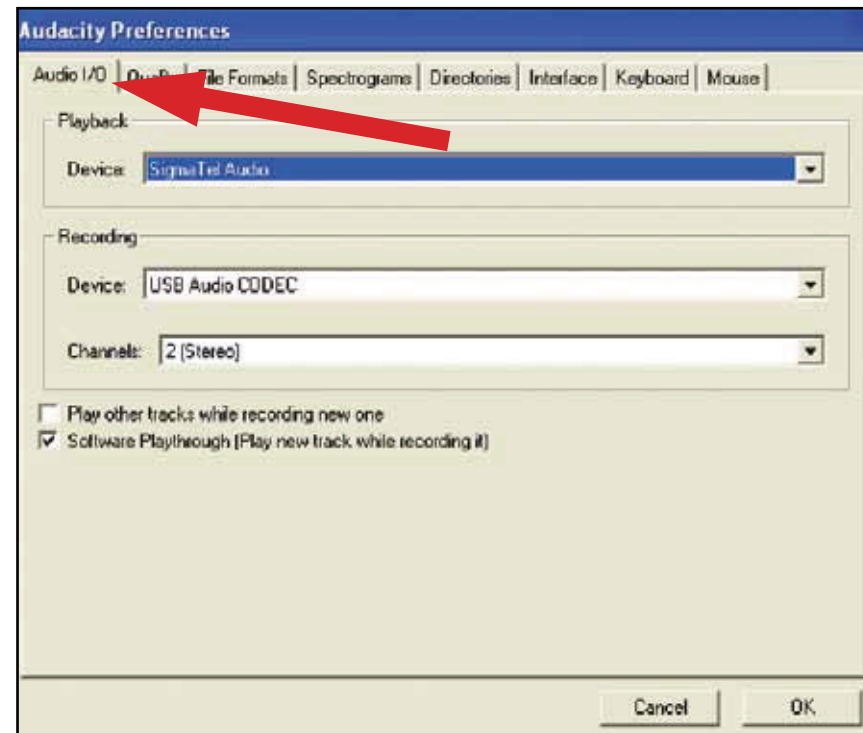 Audacity Preferences
Audio I/O File Formats Spectrograms Directories Interface Keyboard Mouse
Playback
Device: SigmaTel Audio
Recording
Device: USB Audio CODEC
Channels: 2 (Stereo)
Play other tracks while recording new one
Software Playthrough (Play new track while recording it)
Cancel OK